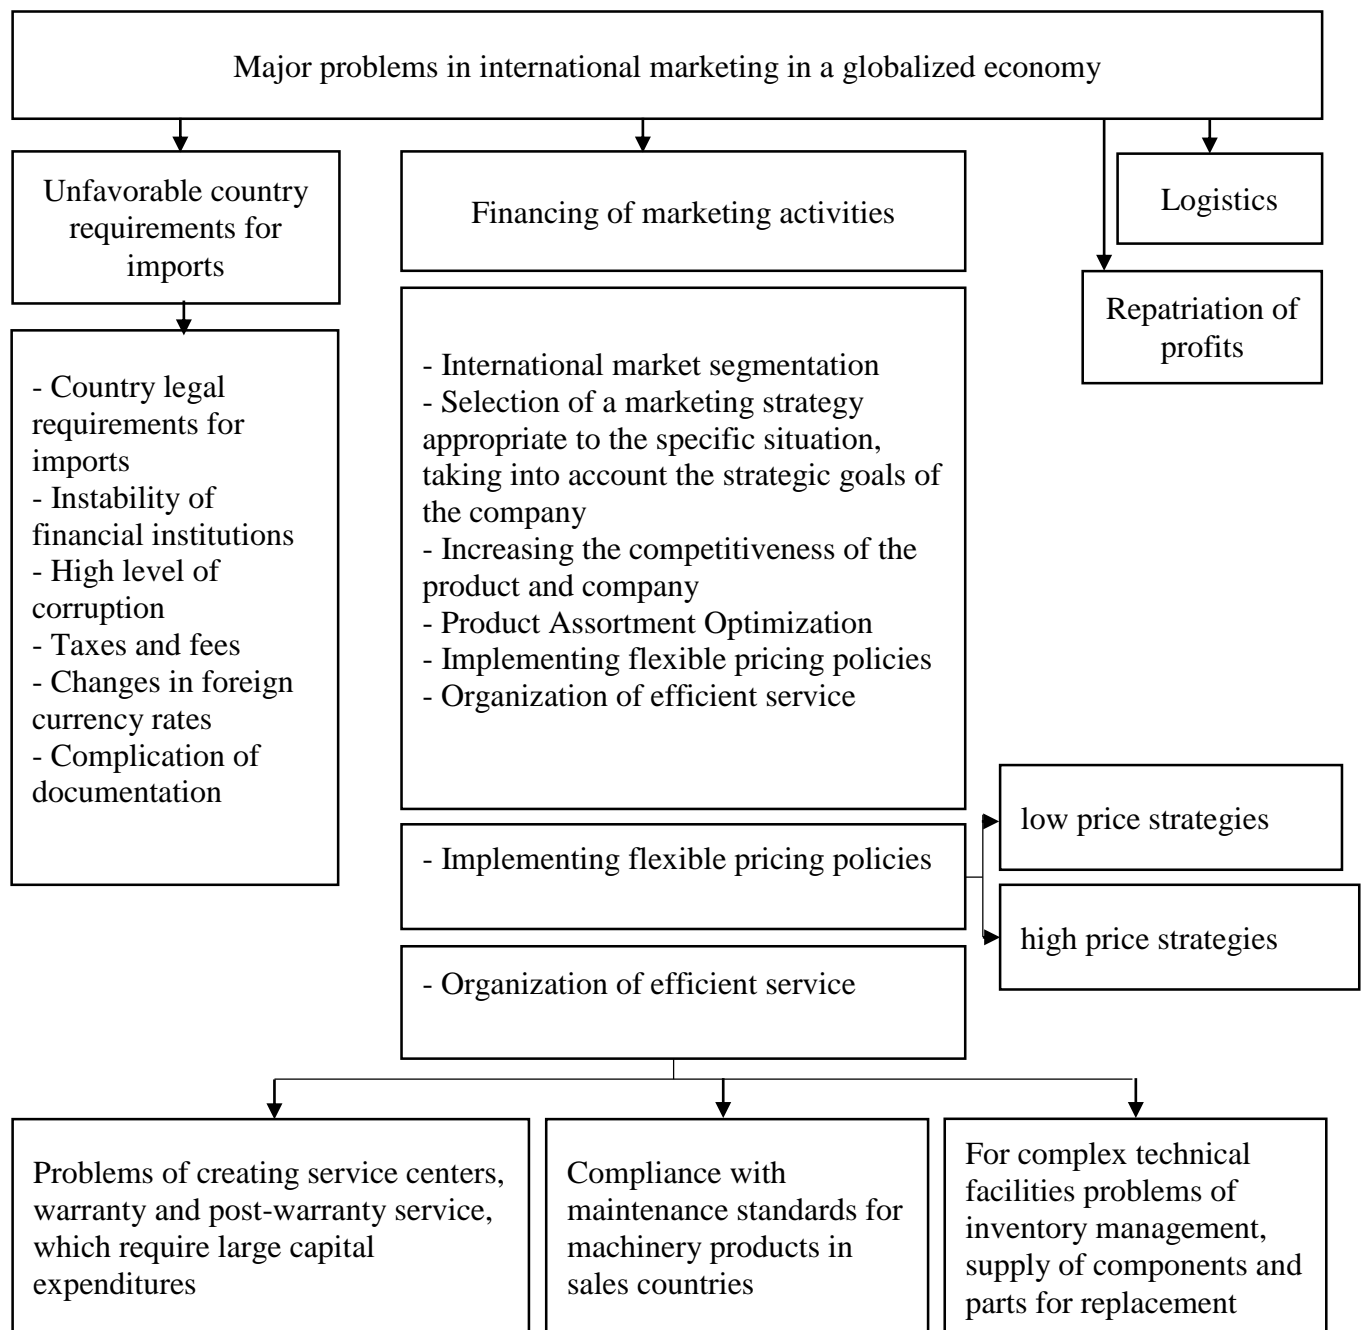 Major problems in international marketing in a globalized economy
Unfavorable country
requirements for
imports
Financing of marketing activities
Logistics
Repatriation of
profits
- Country legal
requirements for
imports
- Instability of
financial institutions
- High level of
corruption
- Taxes and fees
- Changes in foreign
currency rates
- Complication of
documentation
- International market segmentation
- Selection of a marketing strategy
appropriate to the specific situation,
taking into account the strategic goals of
the company
- Increasing the competitiveness of the
product and company
- Product Assortment Optimization
- Implementing flexible pricing policies
- Organization of efficient service
- Implementing flexible pricing policies
low price strategies
high price strategies
- Organization of efficient service
Problems of creating service centers,
warranty and post-warranty service,
which require large capital
expenditures
Compliance with
maintenance standards for
machinery products in
sales countries
For complex technical
facilities problems of
inventory management,
supply of components and
parts for replacement